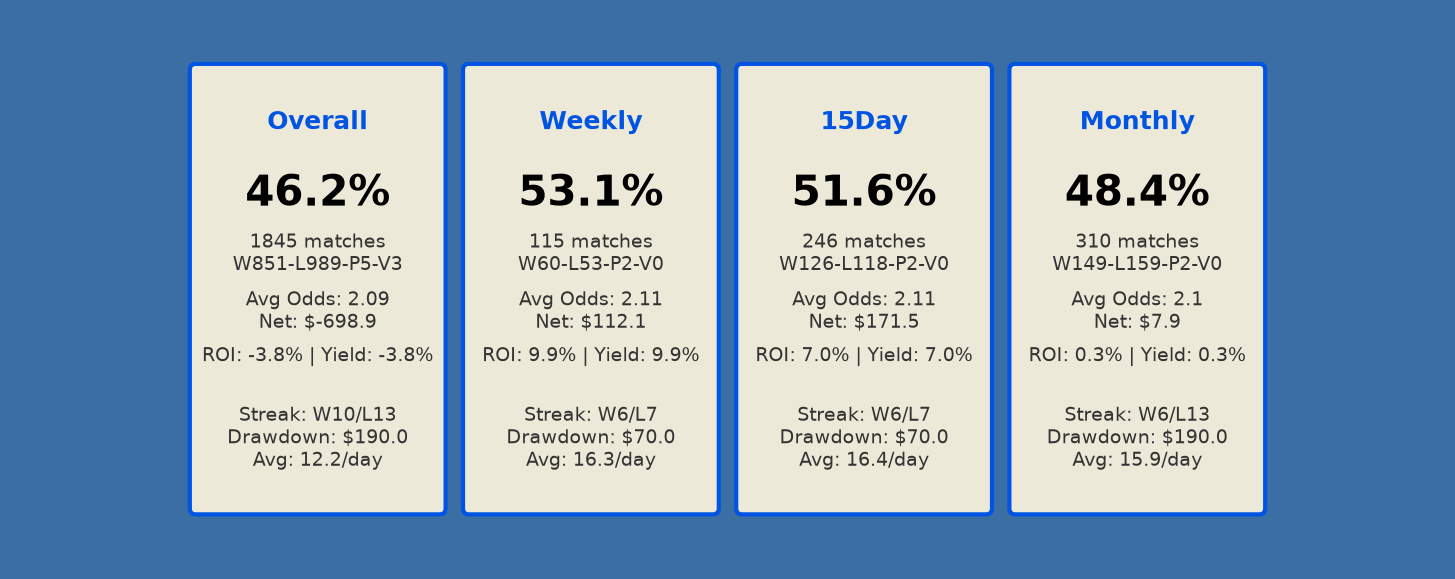 Overall
46.2%
1845 matches
W851-L989-P5-V3
Avg Odds: 2.09
Net: $-698.9
ROI: -3.8% | Yield: -3.8%
Streak: W10/L13
Drawdown: $190.0
Avg: 12.2/day
Weekly
53.1%
115 matches
W60-L53-P2-V0
Avg Odds: 2.11
Net: $112.1
ROI: 9.9% | Yield: 9.9%
Streak: W6/L7
Drawdown: $70.0
Avg: 16.3/day
15Day
51.6%
246 matches
W126-L118-P2-V0
Avg Odds: 2.11
Net: $171.5
ROI: 7.0% | Yield: 7.0%
Streak: W6/L7
Drawdown: $70.0
Avg: 16.4/day
Monthly
48.4%
310 matches
W149-L159-P2-V0
Avg Odds: 2.1
Net: $7.9
ROI: 0.3% | Yield: 0.3%
Streak: W6/L13
Drawdown: $190.0
Avg: 15.9/day